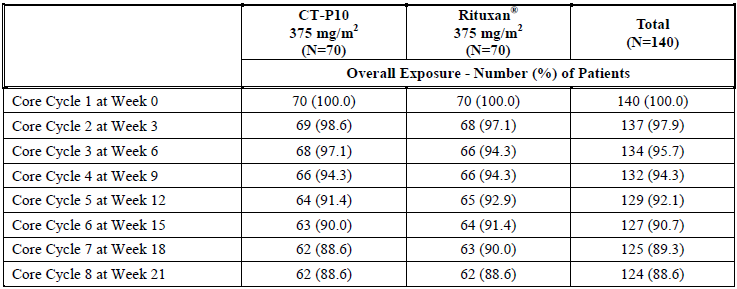 CT-P10 375 mg/m² (N=70) Rituxan® 375 mg/m² (N=70) Total (N=140)
Overall Exposure - Number (%) of Patients
Core Cycle 1 at Week 0 70 (100.0) 70 (100.0) 140 (100.0)
Core Cycle 2 at Week 3 69 (98.6) 68 (97.1) 137 (97.9)
Core Cycle 3 at Week 6 68 (97.1) 66 (94.3) 134 (95.7)
Core Cycle 4 at Week 9 66 (94.3) 66 (94.3) 132 (94.3)
Core Cycle 5 at Week 12 64 (91.4) 65 (92.9) 129 (92.1)
Core Cycle 6 at Week 15 63 (90.0) 64 (91.4) 127 (90.7)
Core Cycle 7 at Week 18 62 (88.6) 63 (90.0) 125 (89.3)
Core Cycle 8 at Week 21 62 (88.6) 62 (88.6) 124 (88.6)